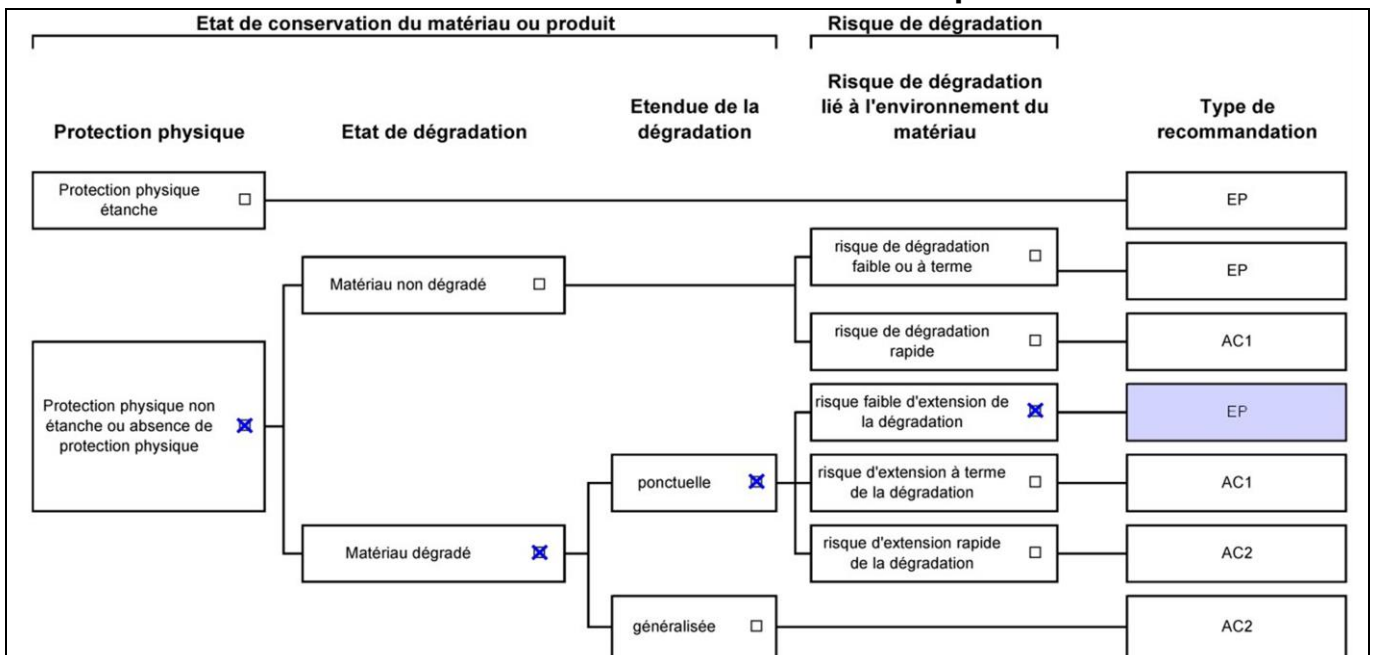 Etat de conservation du matériau ou produit
Risque de dégradation
Protection physique
Etat de dégradation
Etendue de la
dégradation
Risque de dégradation
lié à l'environnement du
matériau
Type de
recommandation
Protection physique
étanche
EP
risque de dégradation
faible ou à terme
EP
Matériau non dégradé
risque de dégradation
rapide
AC1
Protection physique non
étanche ou absence de
protection physique
risque faible d'extension de
la dégradation
EP
ponctuelle
risque d'extension à terme
de la dégradation
AC1
Matériau dégradé
risque d'extension rapide
de la dégradation
AC2
généralisée
AC2